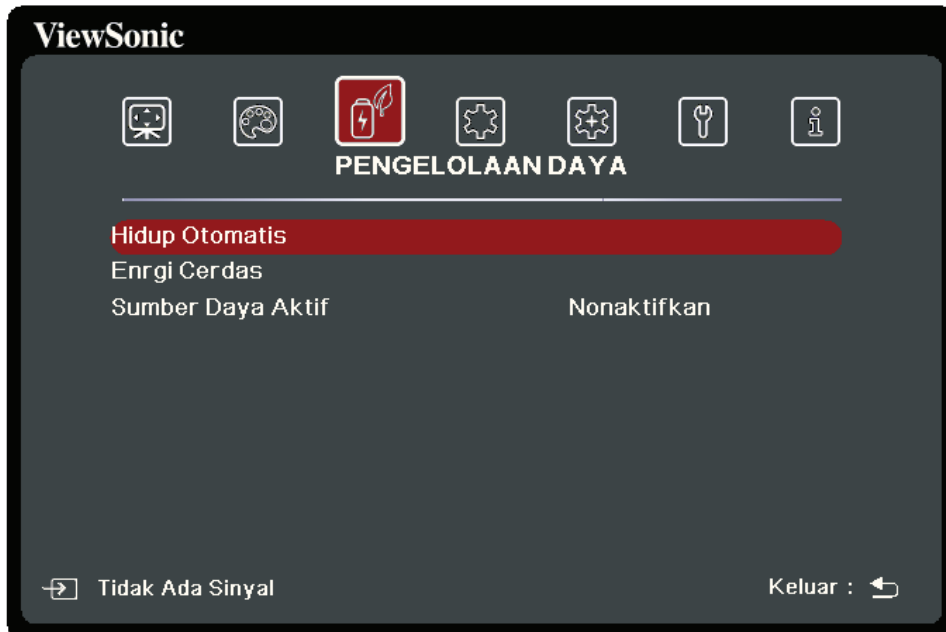 ViewSonic
PENGELOLAAN DAYA
Hidup Otomatis
Enrgi Cerdas
Sumber Daya Aktif Nonaktifkan
Tidak Ada Sinyal Keluar :